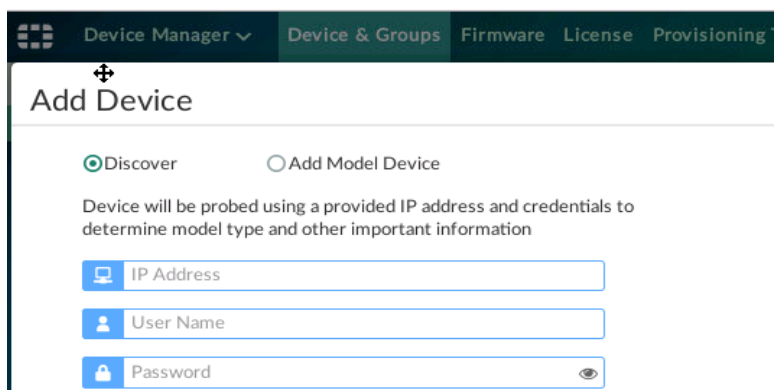 Device Manager Device & Groups Firmware License Provisioning
Add Device
Discover Add Model Device
Device will be probed using a provided IP address and credentials to
determine model type and other important information
IP Address
User Name
Password